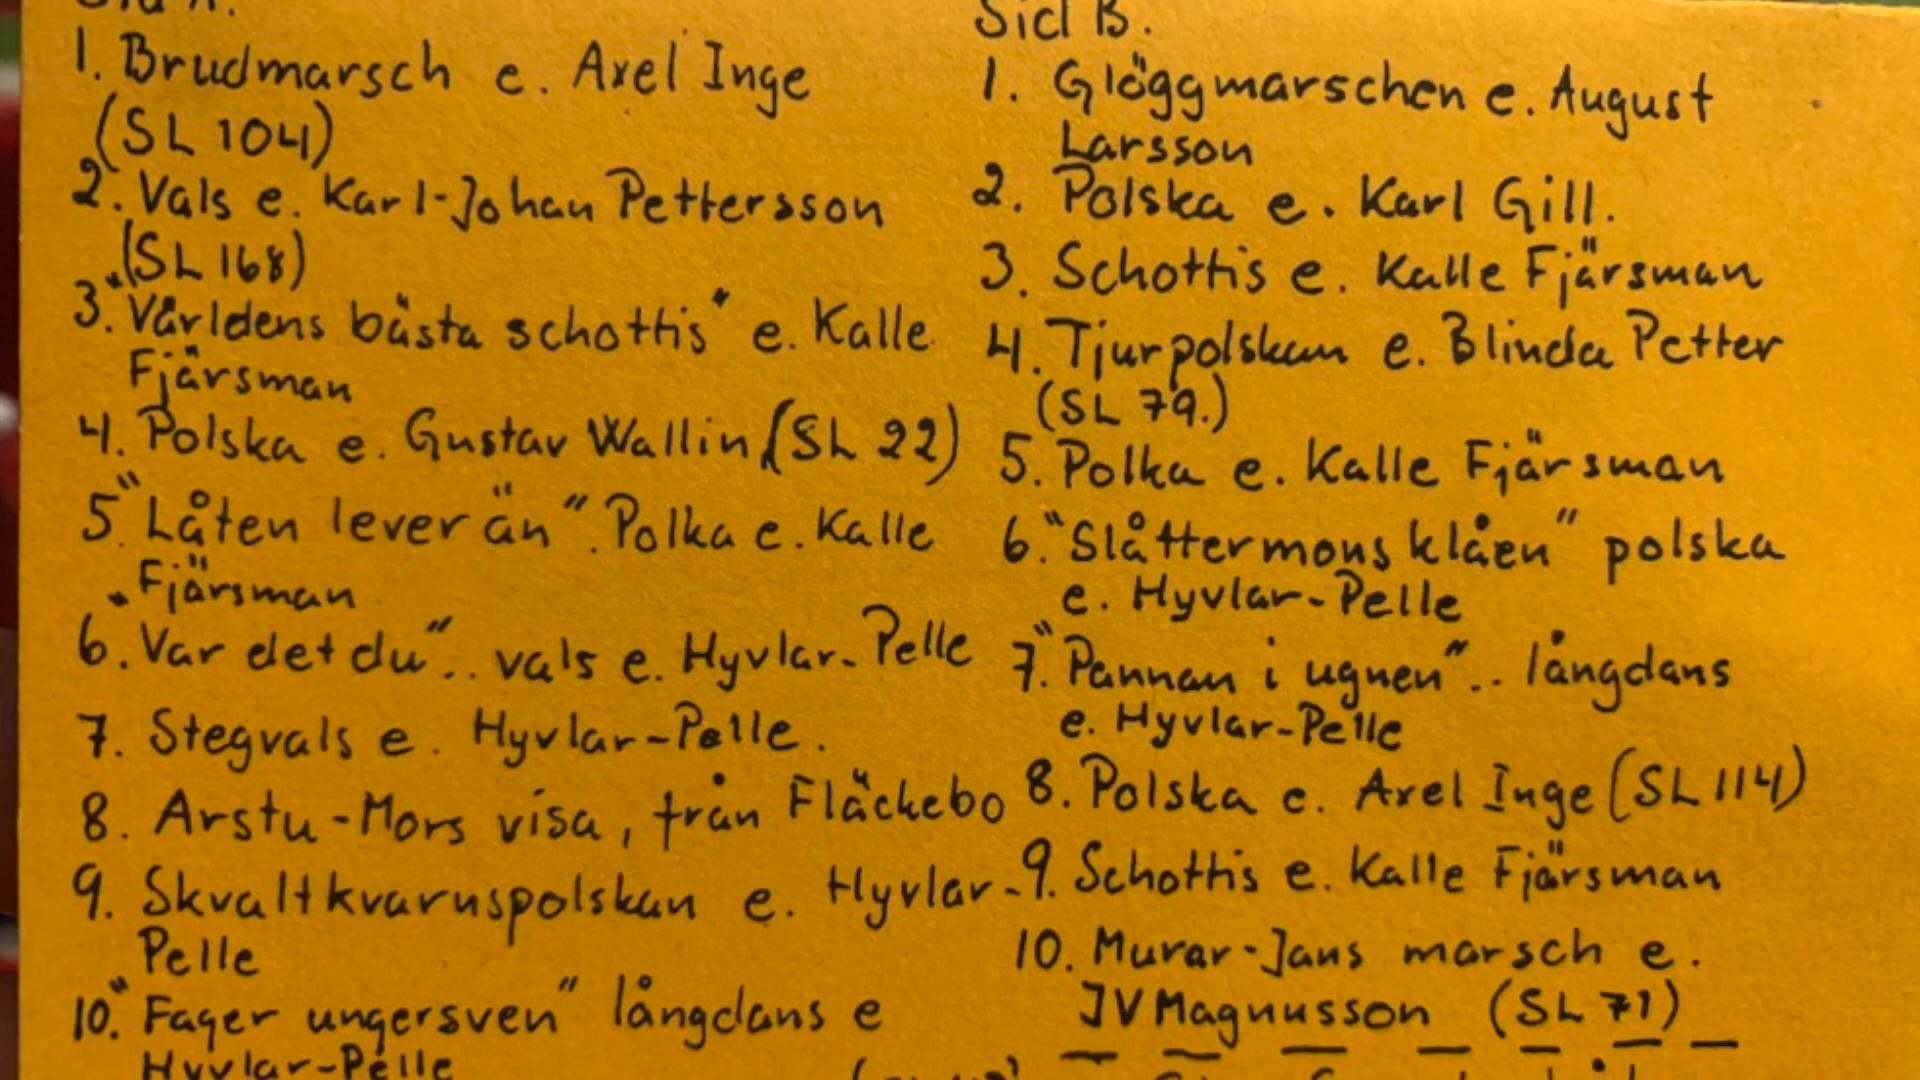 1. Brudmarsch e. Axel Inge
(SL 104)
2. Vals e. Karl-Johan Pettersson
(SL 168)
3. "Världens bästa schottis" e. Kalle
Fjärsman
4. Polska e. Gustav Wallin (SL 22)
5. "Låten lever än". Polka e. Kalle
Fjärsman
6. "Var det du".. vals e. Hyvlar-Pelle
7. Stegvals e. Hyvlar-Pelle.
8. Arstu-Mors visa, från Fläckebo
9. Skvaltkvarnspolskan e. Hyvlar-
Pelle
10. "Fager ungersven" långdans e
Hyvlar-Pelle
Sid B.
1. Glöggmarschen e. August
Larsson
2. Polska e. Karl Gill.
3. Schottis e. Kalle Fjärsman
4. Tjurpolskan e. Blinda Petter
(SL 79.)
5. Polka e. Kalle Fjärsman
6. "Slåttermons klåen" polska
e. Hyvlar-Pelle
7. "Pannan i ugnen".. långdans
e. Hyvlar-Pelle
8. Polska e. Axel Inge (SL 114)
9. Schottis e. Kalle Fjärsman
10. Murar-Jans marsch e.
JV Magnusson (SL 71)